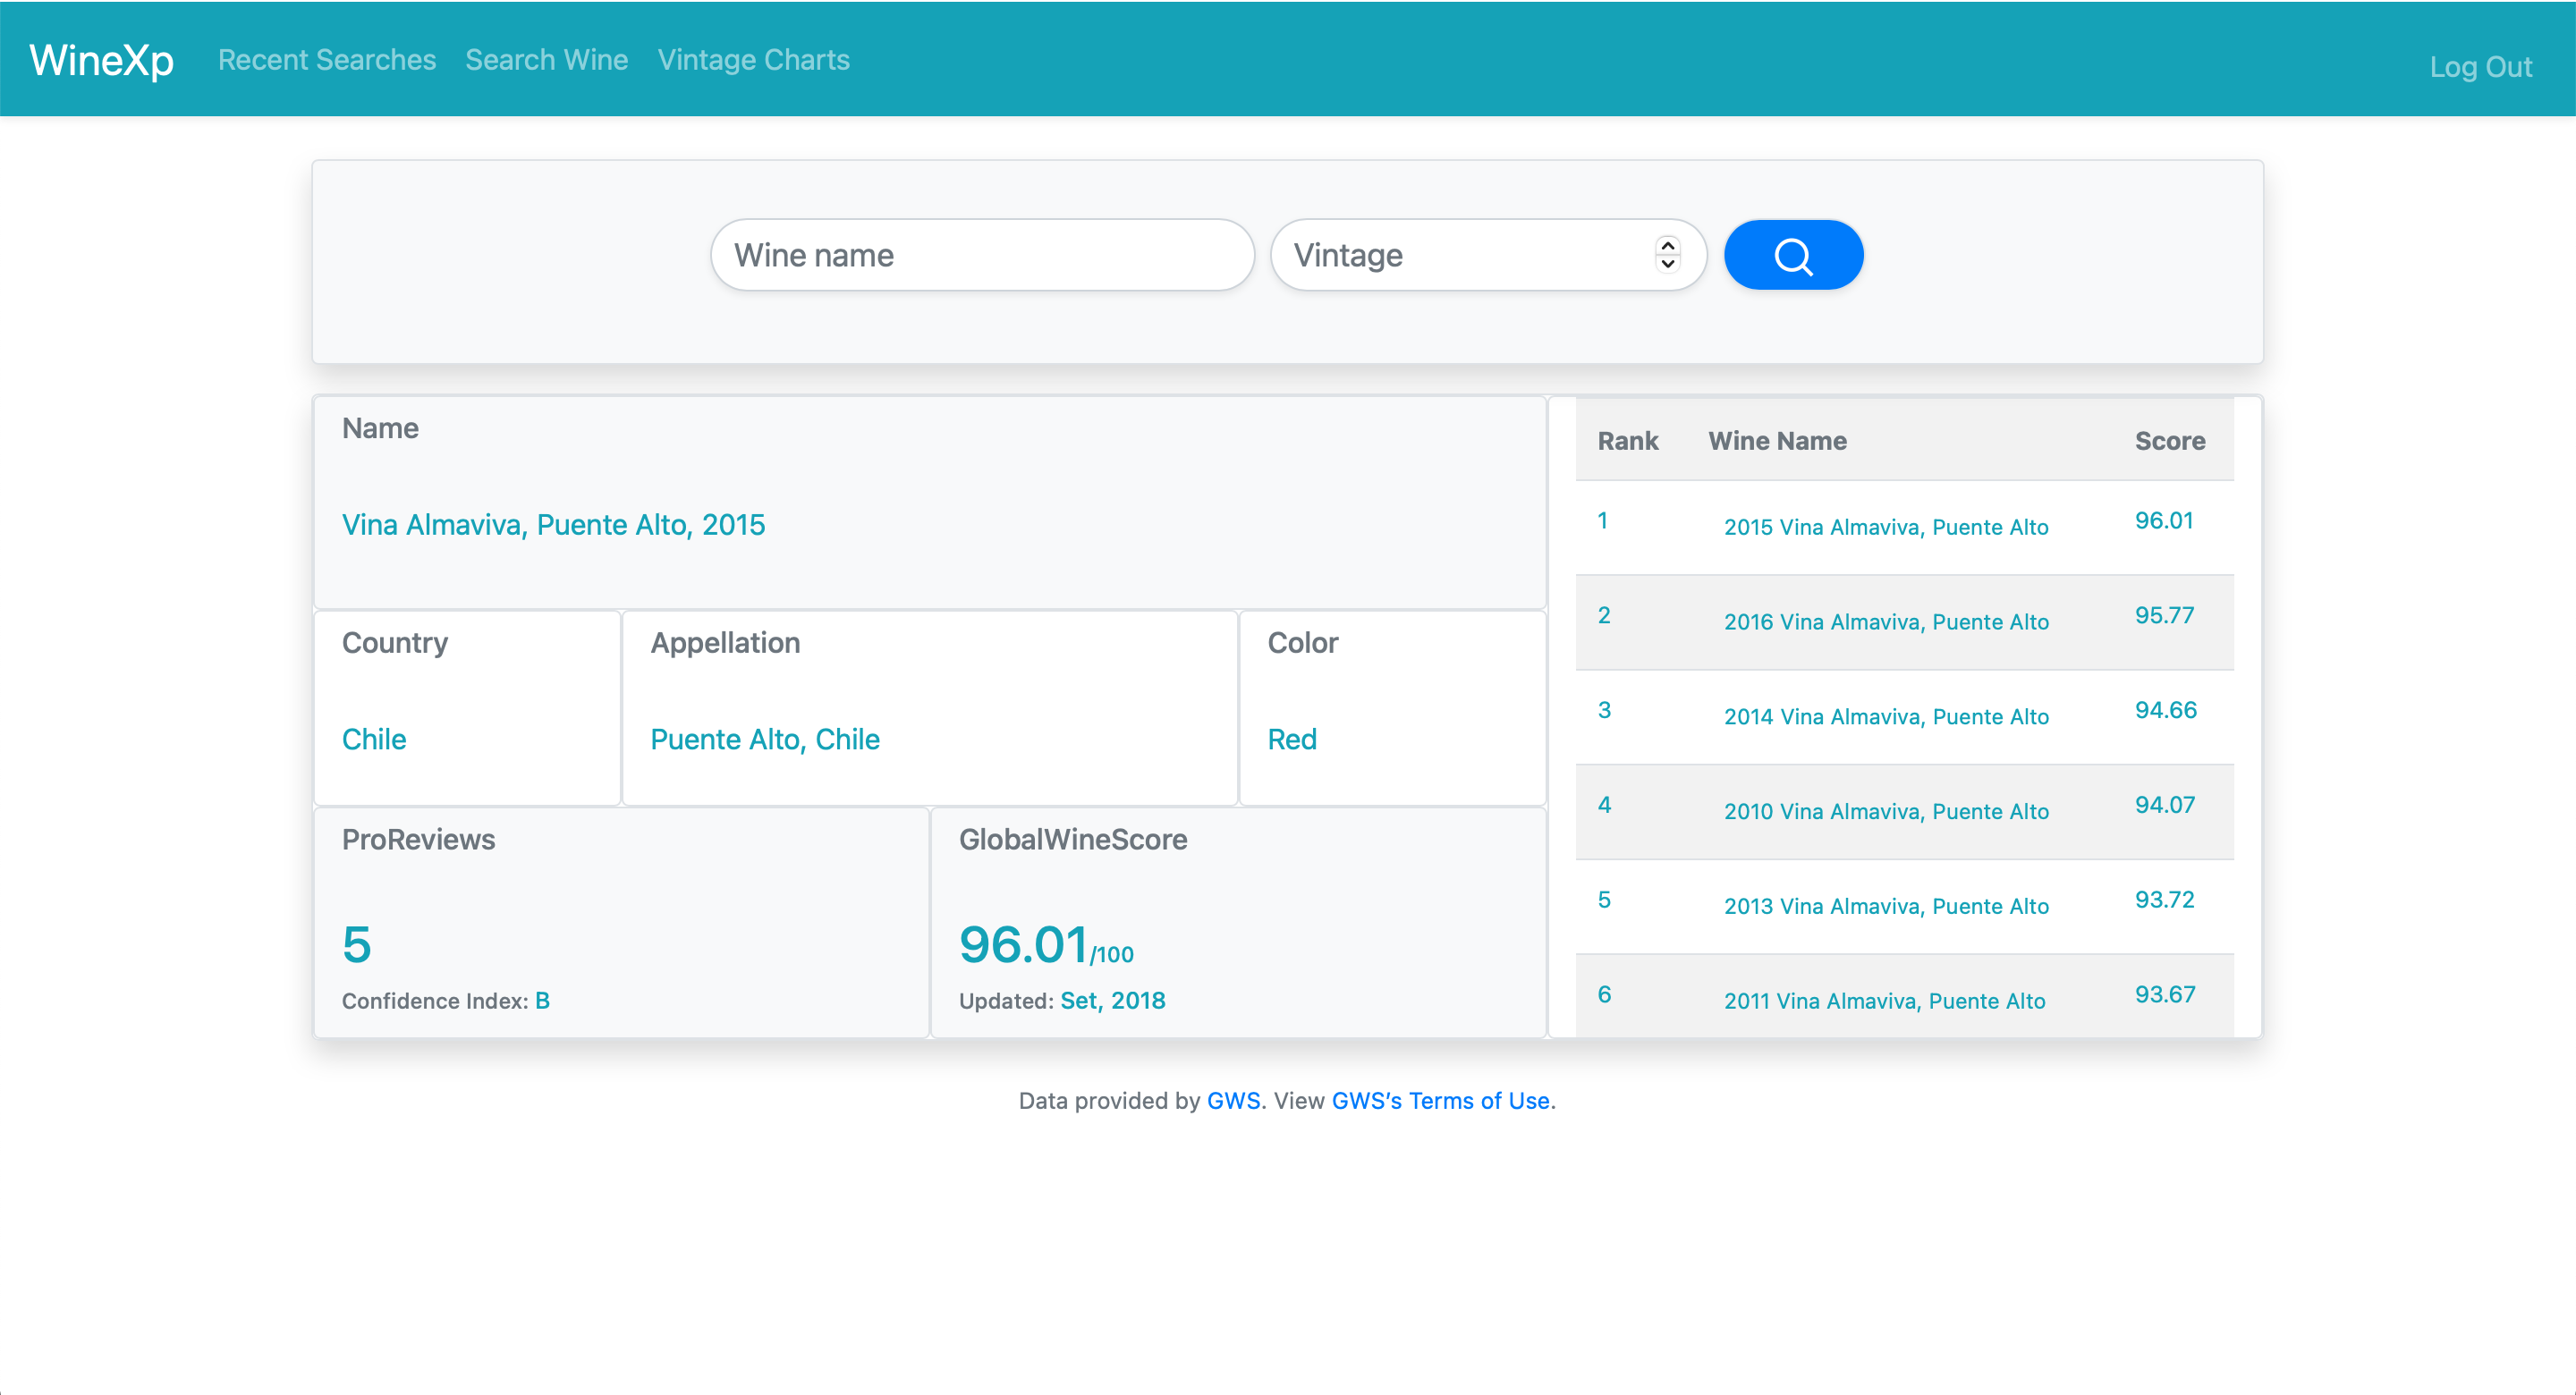 WineXp Recent Searches Search Wine Vintage Charts Log Out
Wine name Vintage
Name
Vina Almaviva, Puente Alto, 2015
Country Appellation Color
Chile Puente Alto, Chile Red
ProReviews GlobalWineScore
5 96.01/100
Confidence Index: B Updated: Set, 2018
Rank Wine Name Score
1 2015 Vina Almaviva, Puente Alto 96.01
2 2016 Vina Almaviva, Puente Alto 95.77
3 2014 Vina Almaviva, Puente Alto 94.66
4 2010 Vina Almaviva, Puente Alto 94.07
5 2013 Vina Almaviva, Puente Alto 93.72
6 2011 Vina Almaviva, Puente Alto 93.67
Data provided by GWS. View GWS’s Terms of Use.